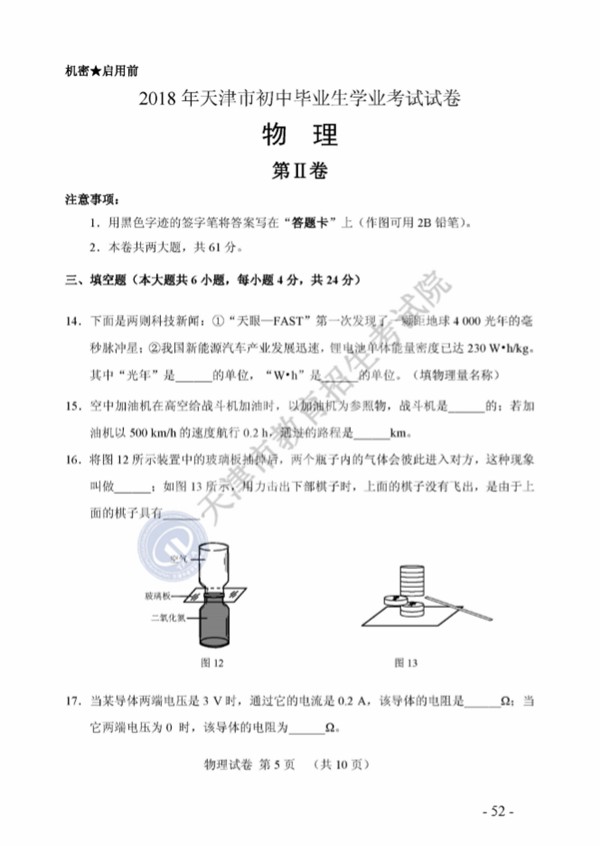 机密★启用前
2018 年天津市初中毕业生学业考试试卷
物 理
第Ⅱ卷
注意事项：
1．用黑色字迹的签字笔将答案写在“答题卡”上（作图可用 2B 铅笔）。
2．本卷共两大题，共 61 分。
三、填空题（本大题共 6 小题，每小题 4 分，共 24 分）
14．下面是两则科技新闻：①“天眼—FAST”第一次发现了一颗距地球 4 000 光年的毫
秒脉冲星；②我国新能源汽车产业发展迅速，锂电池单体能量密度已达 230 W•h/kg。
其中“光年”是______的单位，“W•h”是______的单位。（填物理量名称）
15．空中加油机在高空给战斗机加油时，以加油机为参照物，战斗机是______的；若加
油机以 500 km/h 的速度航行 0.2 h，通过的路程是______km。
16．将图 12 所示装置中的玻璃板抽掉后，两个瓶子内的气体会彼此进入对方，这种现象
叫做______；如图 13 所示，用力击出下部棋子时，上面的棋子没有飞出，是由于上
面的棋子具有______
空气
玻璃板
二氧化氮
图 12
图 13
17．当某导体两端电压是 3 V 时，通过它的电流是 0.2 A，该导体的电阻是______Ω；当
它两端电压为 0 时，该导体的电阻为______Ω。
物理试卷 第 5 页 （共 10 页）
- 52 -
天津市教育招生考试院